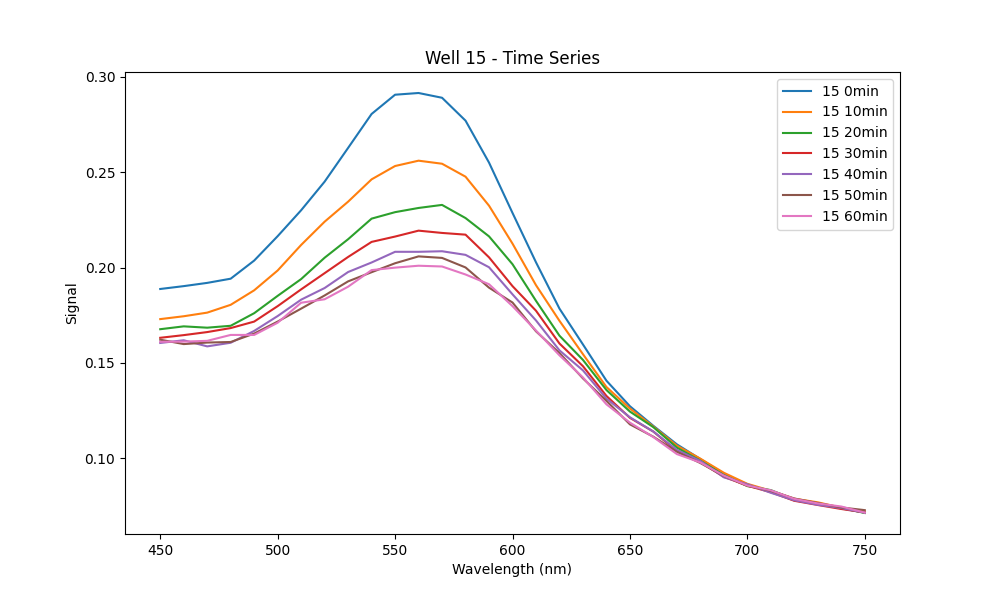 Well 15 - Time Series
Signal
0.30
0.25
0.20
0.15
0.10
15 0min
15 10min
15 20min
15 30min
15 40min
15 50min
15 60min
450 500 550 600 650 700 750
Wavelength (nm)